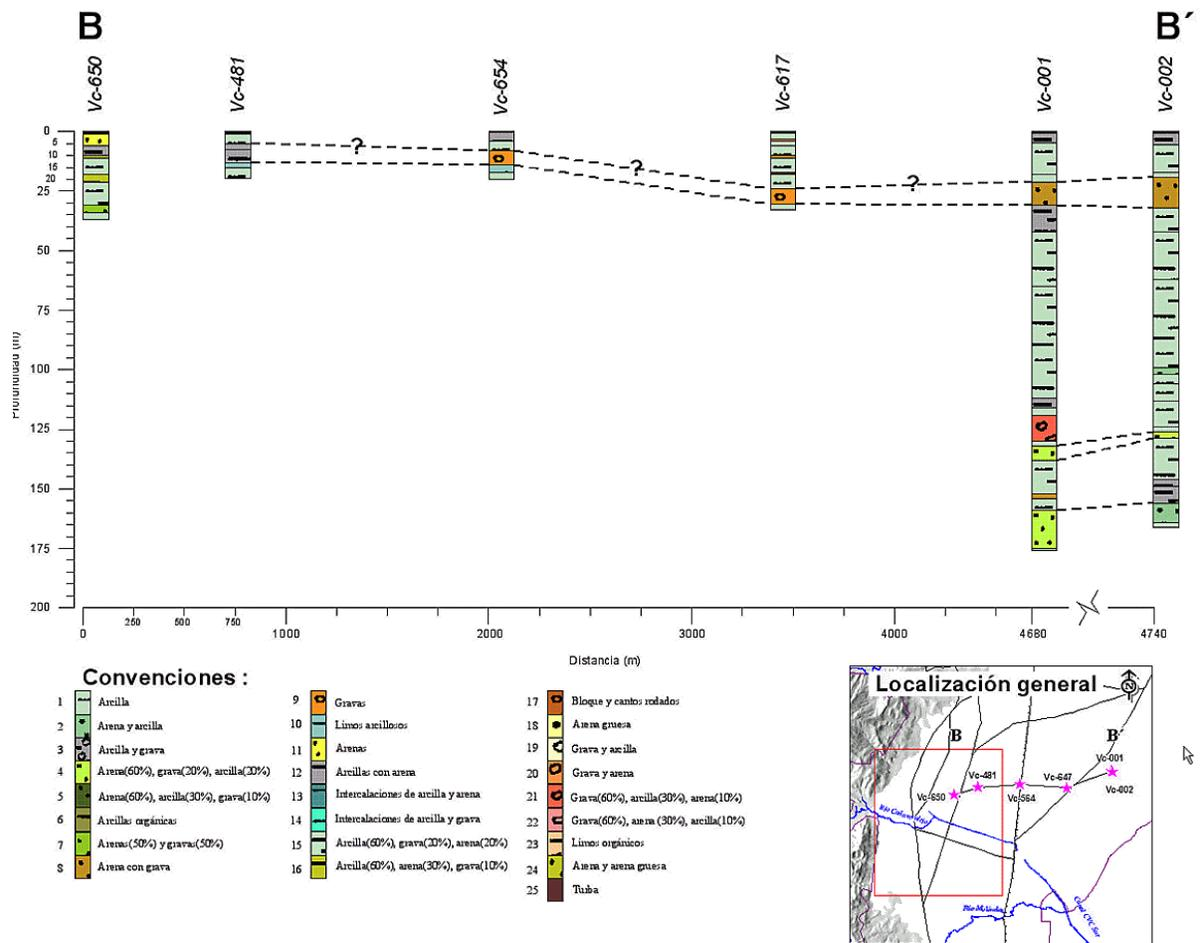 B B´
Vc-650 Vc-481 Vc-654 Vc-617 Vc-001 Vc-002
0
5
10
15
20
25
50
75
100
125
150
175
200
Profundidad (m)
? ? ?
0 250 500 750 1000 2000 3000 4000 4680 4740
Distancia (m)
Convenciones :
1 Arcilla
2 Arena y arcilla
3 Arcilla y grava
4 Arena(60%), grava(20%), arcilla(20%)
5 Arena(60%), arcilla(30%), grava(10%)
6 Arcillas orgánicas
7 Arenas(50%) y gravas(50%)
8 Arena con grava
9 Gravas
10 Limos arcillosos
11 Arenas
12 Arcillas con arena
13 Intercalaciones de arcilla y arena
14 Intercalaciones de arcilla y grava
15 Arcilla(60%), grava(20%), arena(20%)
16 Arcilla(60%), arena(30%), grava(10%)
17 Bloque y cantos rodados
18 Arena gruesa
19 Grava y arcilla
20 Grava y arena
21 Grava(60%), arcilla(30%), arena(10%)
22 Grava(60%), arena (30%), arcilla(10%)
23 Limos orgánicos
24 Arena y arena gruesa
25 Turba
Localización general
N
B B´
Vc-001
Vc-481 Vc-647
Vc-650 Vc-564 Vc-002
Canal CVC Sur